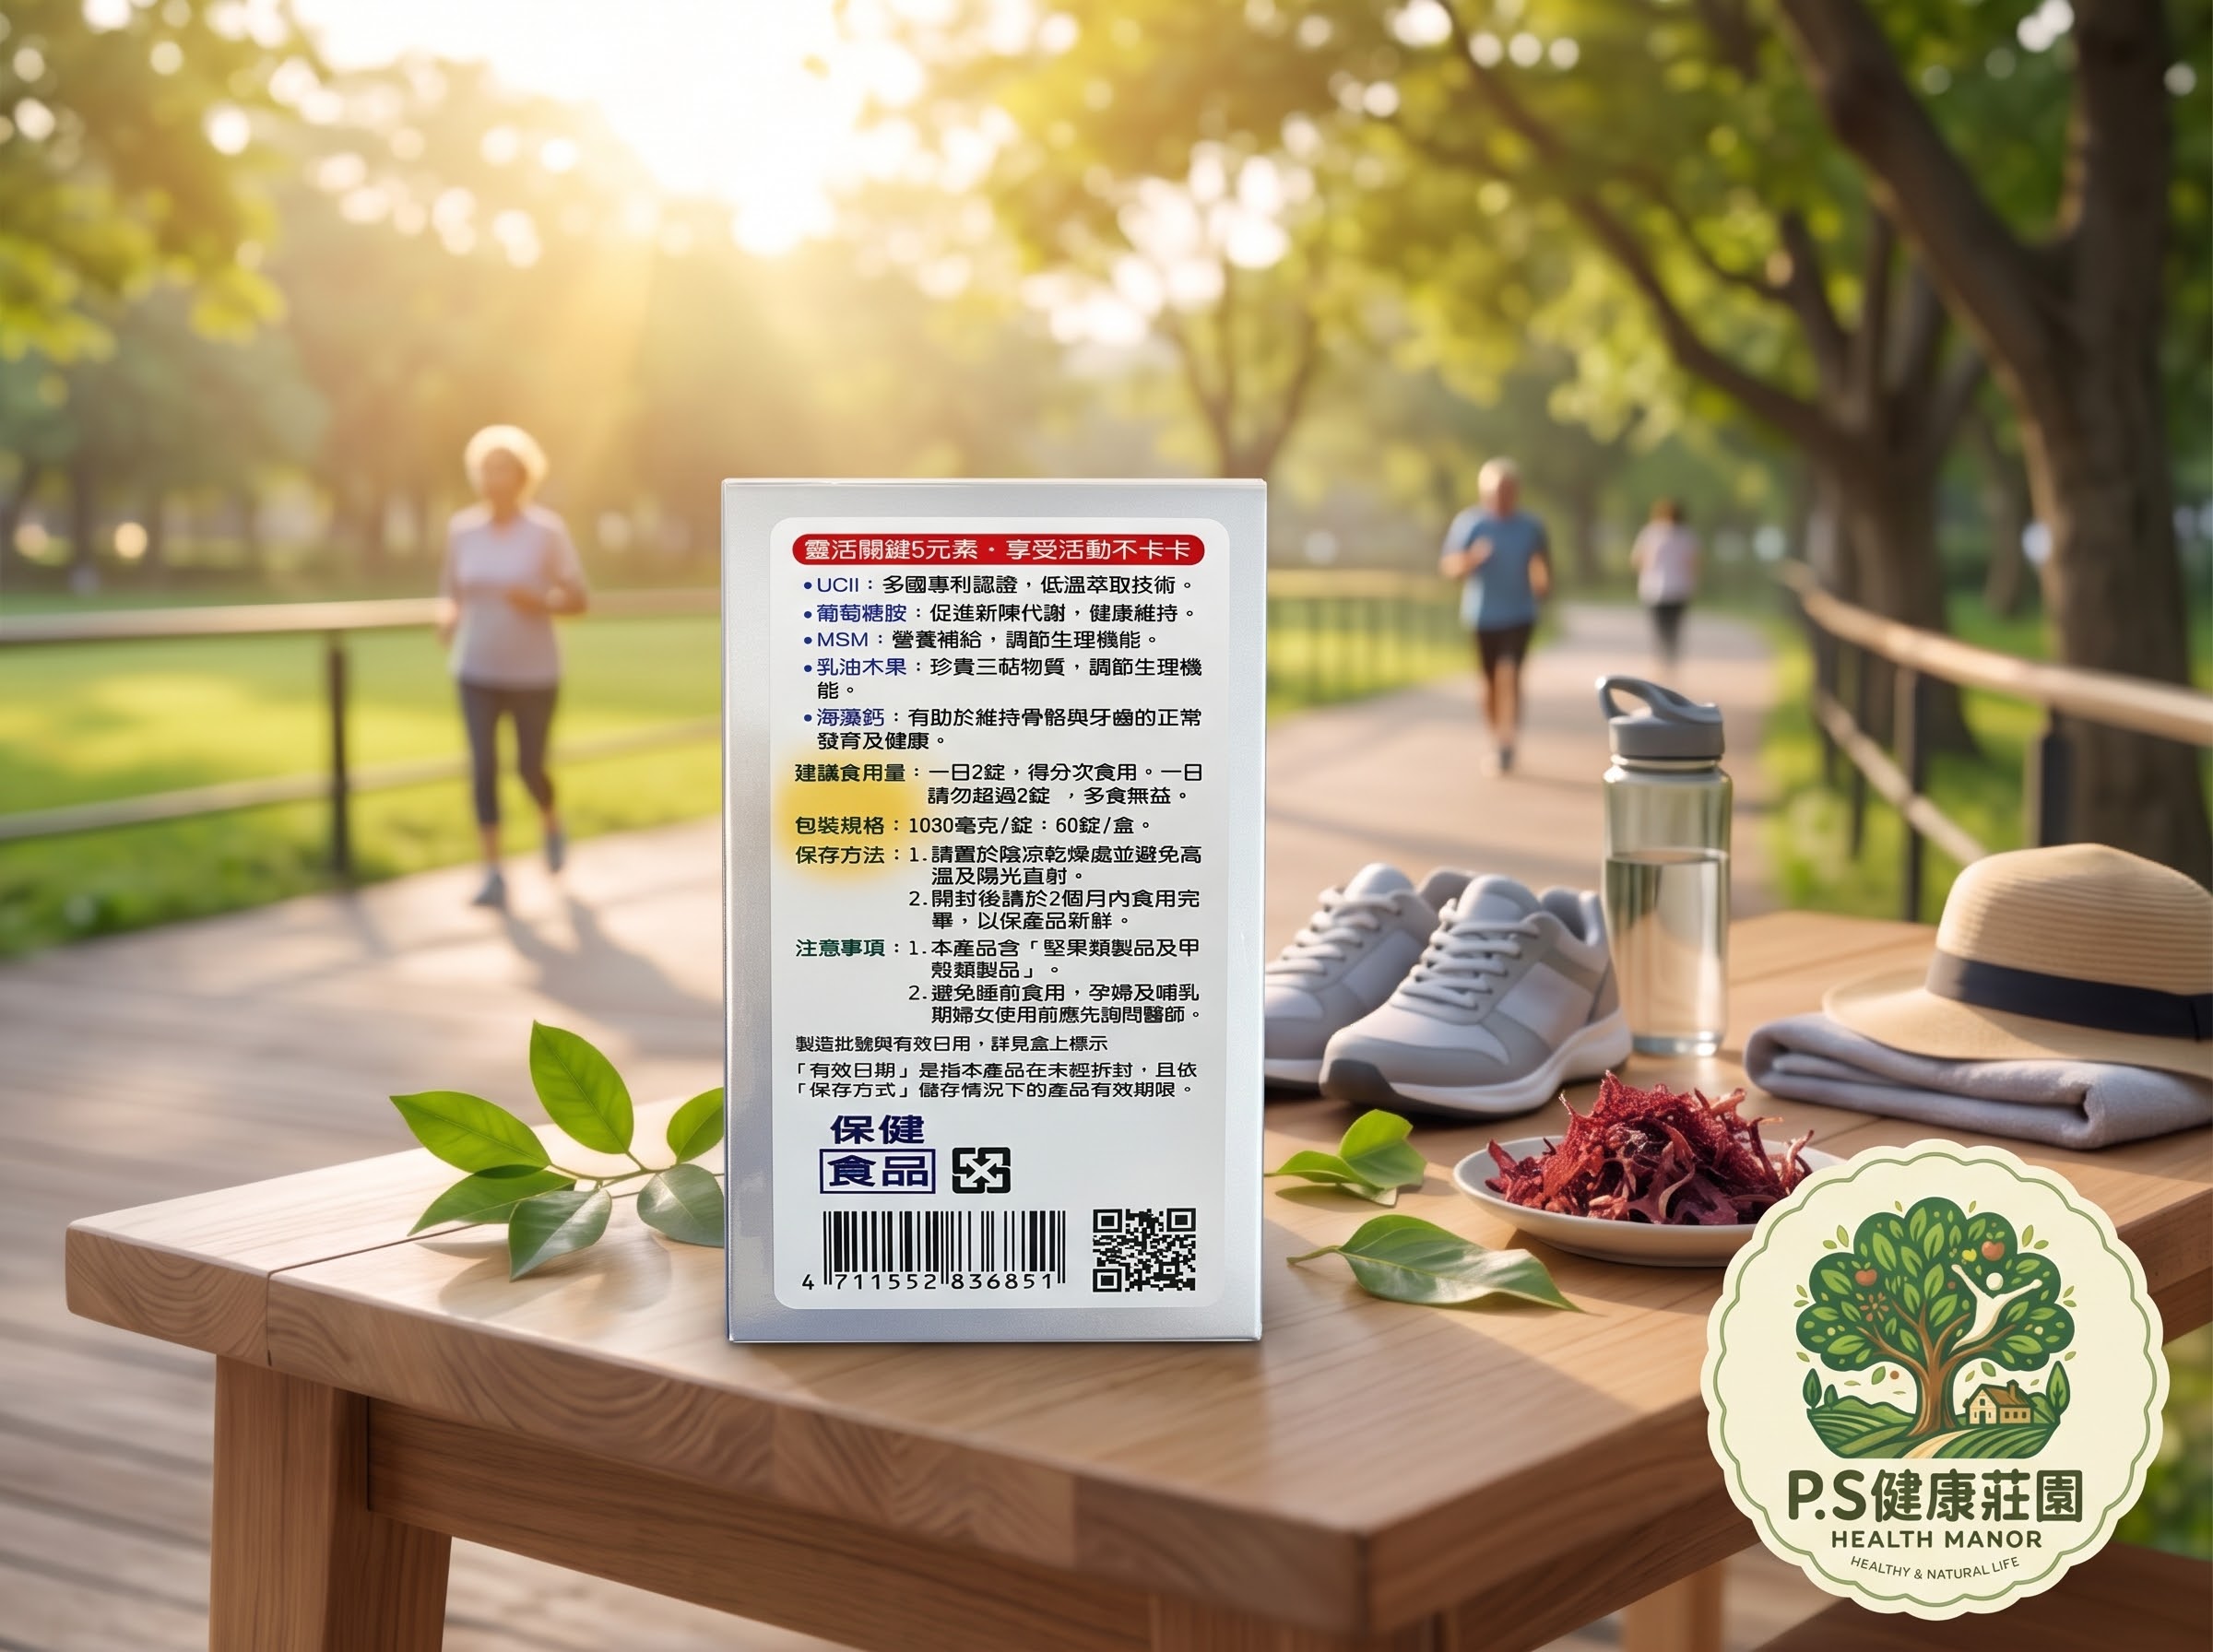 靈活關鍵5元素・享受活動不卡卡
•UCII：多國專利認證，低溫萃取技術。
•葡萄糖胺：促進新陳代謝，健康維持。
•MSM：營養補給，調節生理機能。
•乳油木果：珍貴三萜物質，調節生理機
能。
•海藻鈣：有助於維持骨骼與牙齒的正常
發育及健康。
建議食用量：一日2錠，得分次食用。一日
請勿超過2錠 ，多食無益。
包裝規格：1030毫克/錠：60錠/盒。
保存方法：1.請置於陰凉乾燥處並避免高
溫及陽光直射。
2.開封後請於2個月內食用完
畢，以保產品新鮮。
注意事項：1.本產品含「堅果類製品及甲
殼類製品」。
2.避免睡前食用，孕婦及哺乳
期婦女使用前應先詢問醫師。
製造批號與有效日用，詳見盒上標示
「有效日期」是指本產品在未經拆封，且依
「保存方式」儲存情況下的產品有效期限。
保健
食品
4 711552 836851
P.S健康莊園
HEALTH MANOR
HEALTHY & NATURAL LIFE